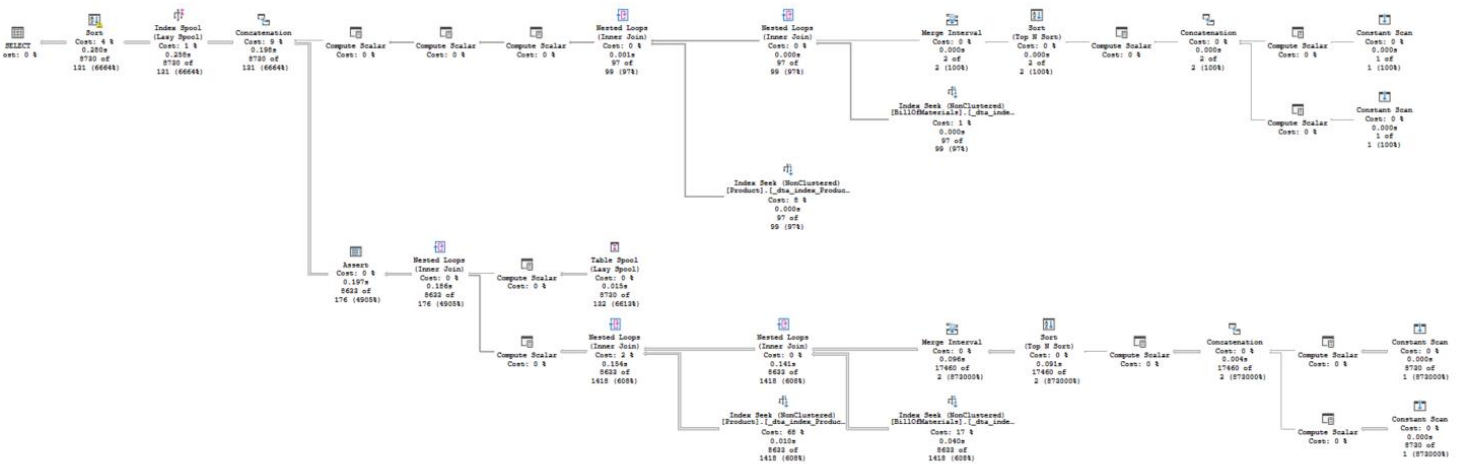 SELECT
ost: 0 %
Sort
Cost: 4 %
0.280s
8730 of
131 (6664%)
Index Spool
(Lazy Spool)
Cost: 1 %
0.258s
8730 of
131 (6664%)
Concatenation
Cost: 9 %
0.198s
8730 of
131 (6664%)
Compute Scalar
Cost: 0 %
Compute Scalar
Cost: 0 %
Compute Scalar
Cost: 0 %
Nested Loops
(Inner Join)
Cost: 0 %
0.001s
97 of
99 (97%)
Nested Loops
(Inner Join)
Cost: 0 %
0.000s
97 of
99 (97%)
Merge Interval
Cost: 0 %
0.000s
2 of
2 (100%)
Sort
(Top N Sort)
Cost: 0 %
0.000s
2 of
2 (100%)
Compute Scalar
Cost: 0 %
Concatenation
Cost: 0 %
0.000s
2 of
2 (100%)
Compute Scalar
Cost: 0 %
Constant Scan
Cost: 0 %
0.000s
1 of
1 (100%)
Index Seek (NonClustered)
[BillOfMaterials].[_dta_inde…
Cost: 1 %
0.000s
97 of
99 (97%)
Compute Scalar
Cost: 0 %
Constant Scan
Cost: 0 %
0.000s
1 of
1 (100%)
Index Seek (NonClustered)
[Product].[_dta_index_Produc…
Cost: 8 %
0.000s
97 of
99 (97%)
Assert
Cost: 0 %
0.197s
8633 of
176 (4905%)
Nested Loops
(Inner Join)
Cost: 0 %
0.186s
8633 of
176 (4905%)
Compute Scalar
Cost: 0 %
Table Spool
(Lazy Spool)
Cost: 0 %
0.015s
8730 of
132 (6613%)
Compute Scalar
Cost: 0 %
Nested Loops
(Inner Join)
Cost: 2 %
0.154s
8633 of
1418 (608%)
Nested Loops
(Inner Join)
Cost: 0 %
0.141s
8633 of
1418 (608%)
Merge Interval
Cost: 0 %
0.096s
17460 of
2 (873000%)
Sort
(Top N Sort)
Cost: 0 %
0.091s
17460 of
2 (873000%)
Compute Scalar
Cost: 0 %
Concatenation
Cost: 0 %
0.004s
17460 of
2 (873000%)
Compute Scalar
Cost: 0 %
Constant Scan
Cost: 0 %
0.000s
8730 of
1 (873000%)
Index Seek (NonClustered)
[Product].[_dta_index_Produc…
Cost: 68 %
0.010s
8633 of
1418 (608%)
Index Seek (NonClustered)
[BillOfMaterials].[_dta_inde…
Cost: 17 %
0.040s
8633 of
1418 (608%)
Compute Scalar
Cost: 0 %
Constant Scan
Cost: 0 %
0.000s
8730 of
1 (873000%)